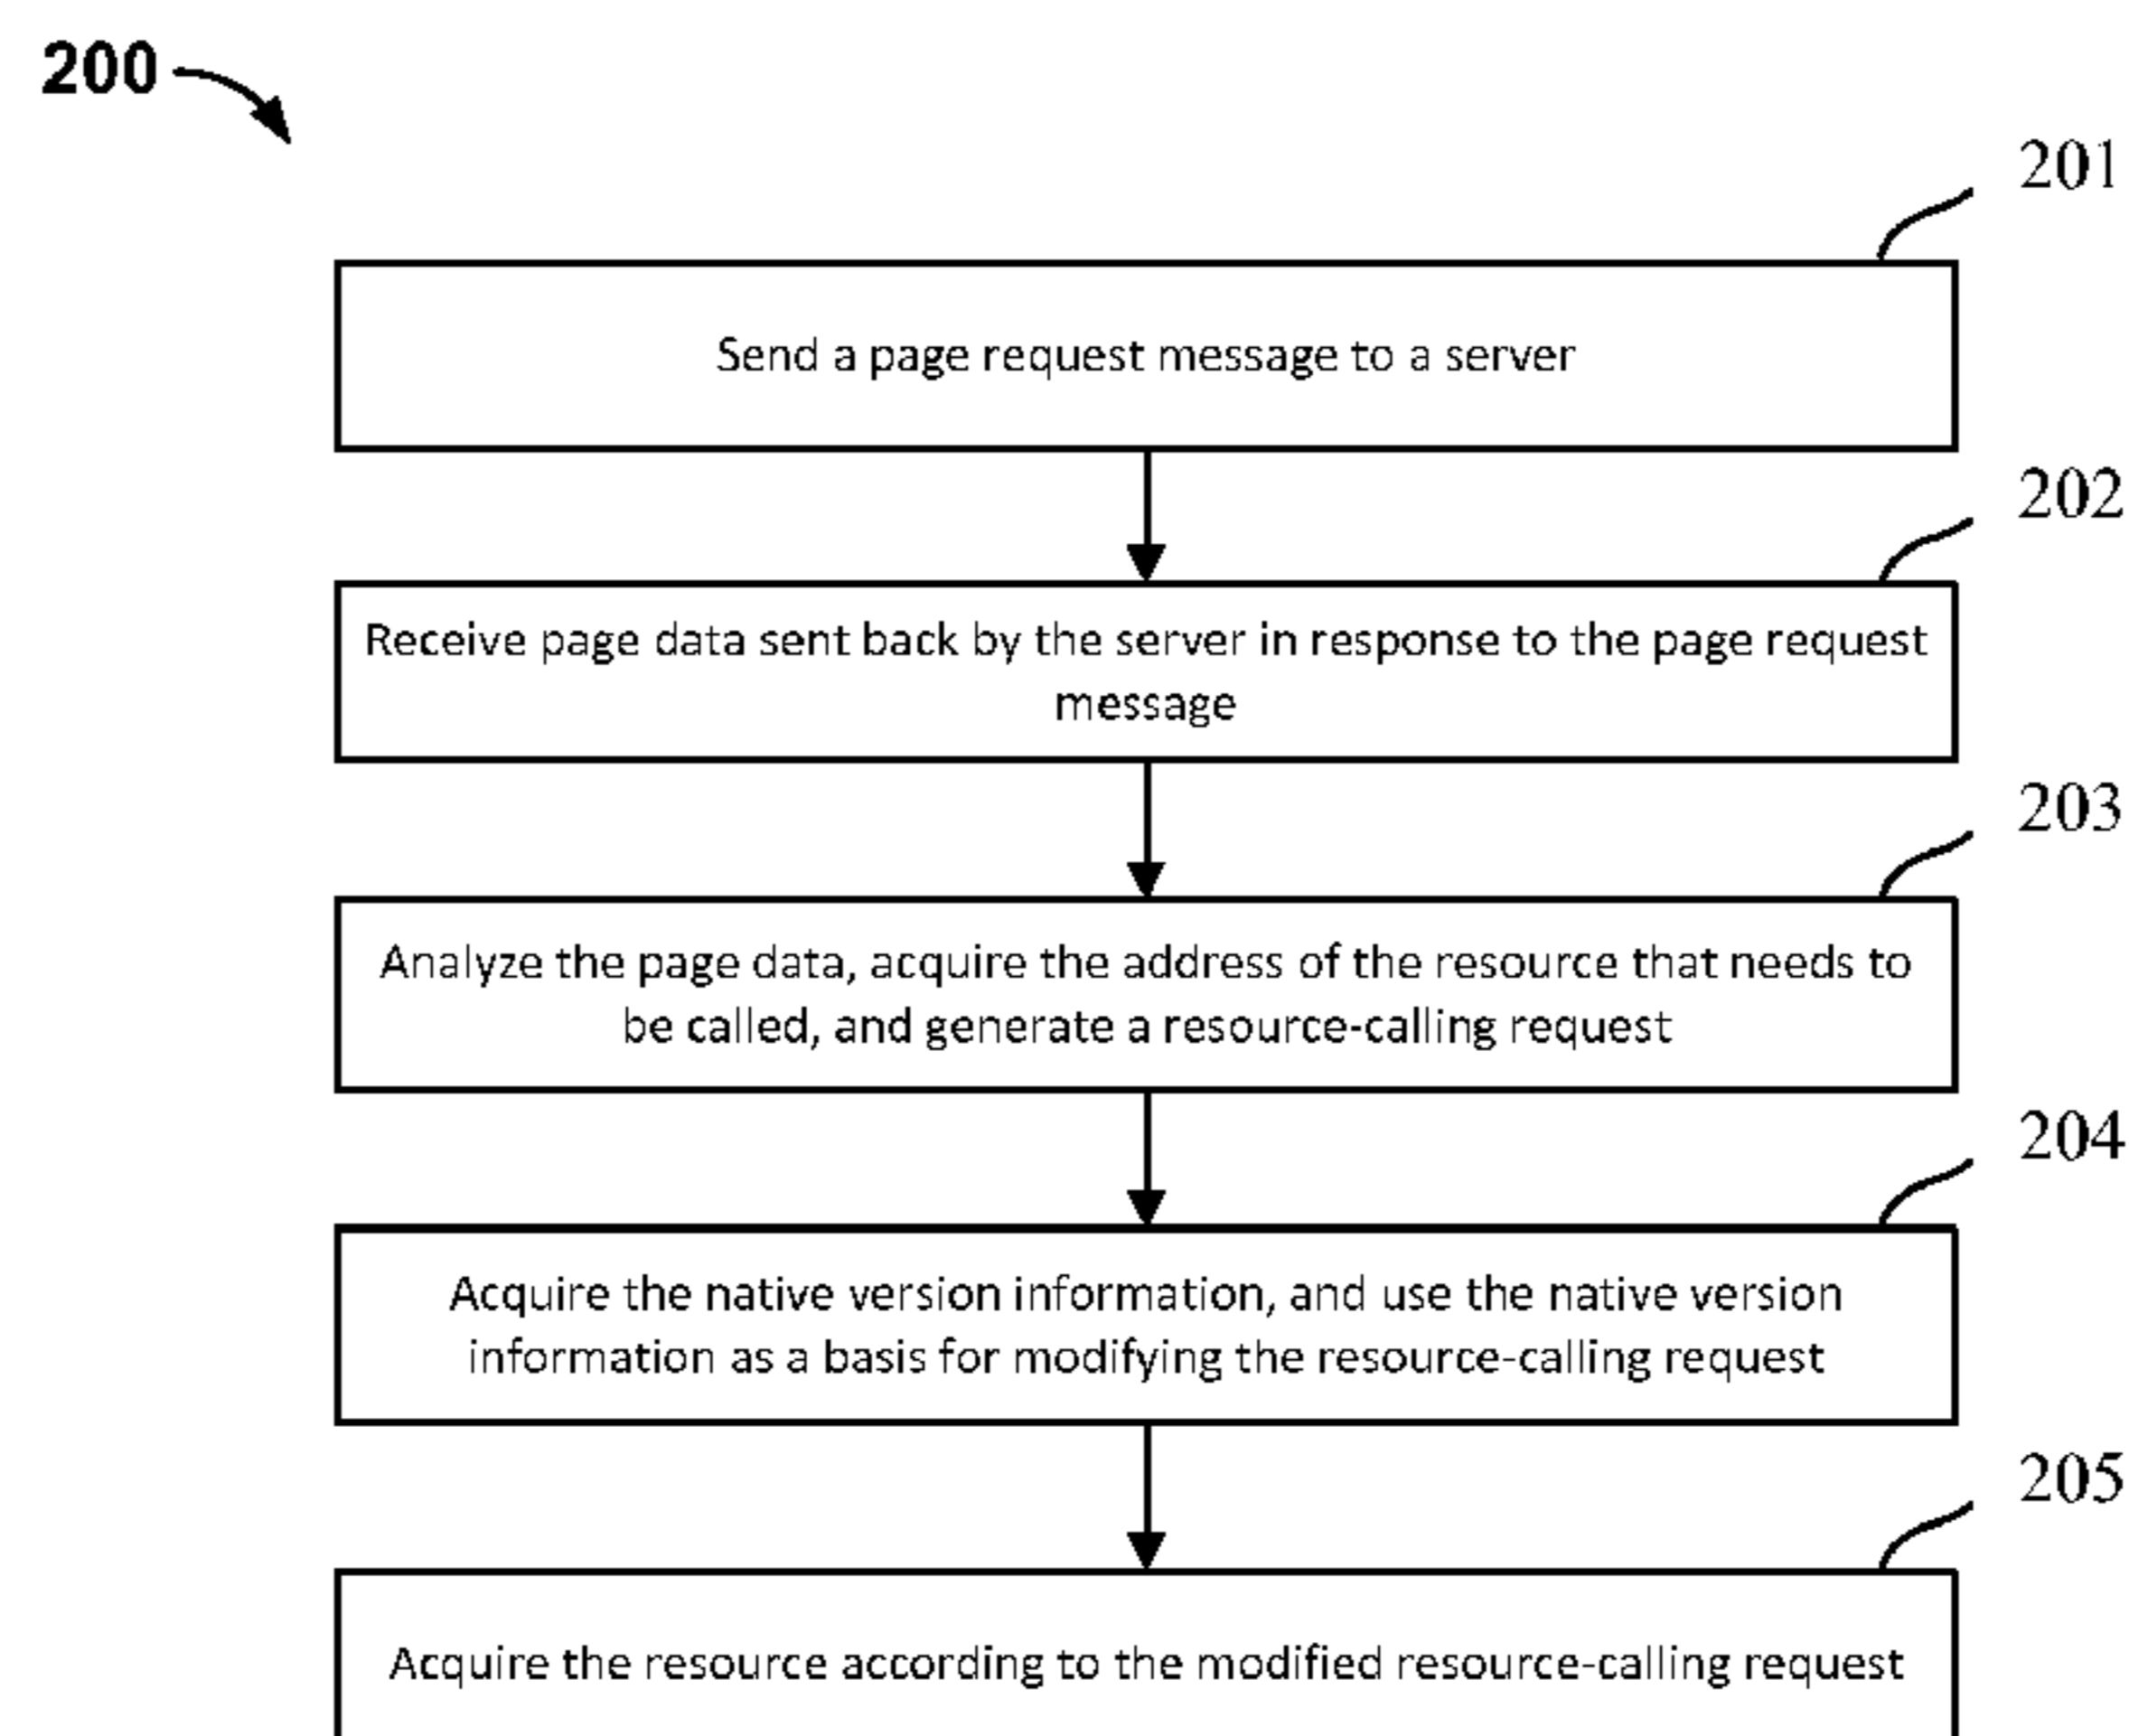 200
201
Send a page request message to a server
202
Receive page data sent back by the server in response to the page request
message
203
Analyze the page data, acquire the address of the resource that needs to
be called, and generate a resource-calling request
204
Acquire the native version information, and use the native version
information as a basis for modifying the resource-calling request
205
Acquire the resource according to the modified resource-calling request